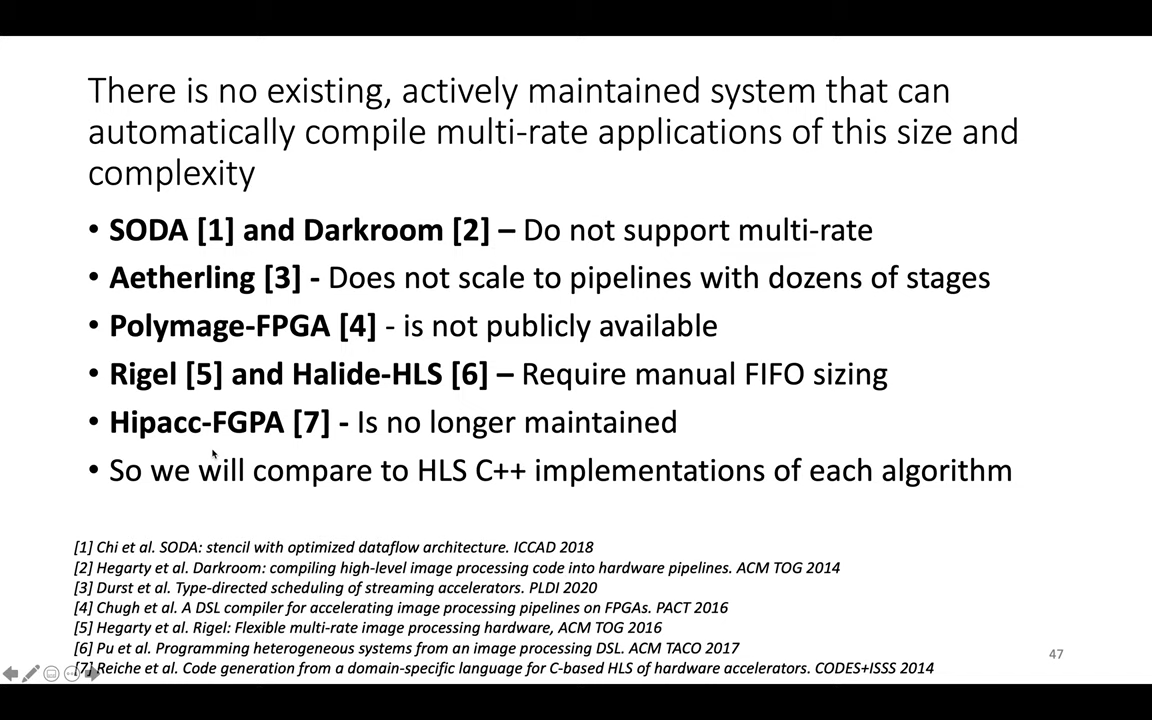 There is no existing, actively maintained system that can
automatically compile multi-rate applications of this size and
complexity
• SODA [1] and Darkroom [2] – Do not support multi-rate
• Aetherling [3] - Does not scale to pipelines with dozens of stages
• Polymage-FPGA [4] - is not publicly available
• Rigel [5] and Halide-HLS [6] – Require manual FIFO sizing
• Hipacc-FGPA [7] - Is no longer maintained
• So we will compare to HLS C++ implementations of each algorithm
[1] Chi et al. SODA: stencil with optimized dataflow architecture. ICCAD 2018
[2] Hegarty et al. Darkroom: compiling high-level image processing code into hardware pipelines. ACM TOG 2014
[3] Durst et al. Type-directed scheduling of streaming accelerators. PLDI 2020
[4] Chugh et al. A DSL compiler for accelerating image processing pipelines on FPGAs. PACT 2016
[5] Hegarty et al. Rigel: Flexible multi-rate image processing hardware, ACM TOG 2016
[6] Pu et al. Programming heterogeneous systems from an image processing DSL. ACM TACO 2017
[7] Reiche et al. Code generation from a domain-specific language for C-based HLS of hardware accelerators. CODES+ISSS 2014
47